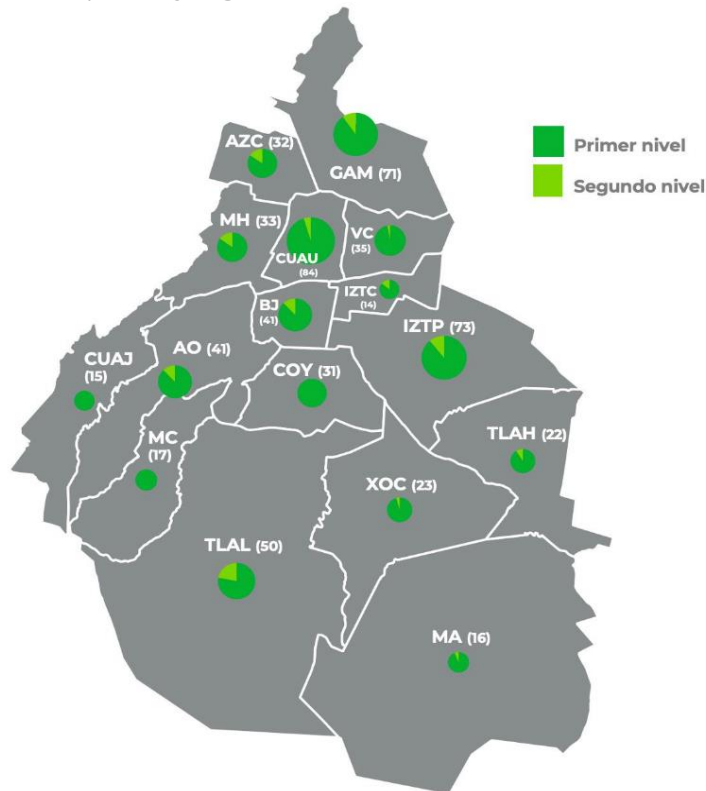 AZC (32)
GAM (71)
Primer nivel
Segundo nivel
MH (33)
CUAU
(84)
VC
(35)
IZTC
(14)
BJ
(41)
IZTP (73)
CUAJ
(15)
AO (41)
COY (31)
MC
(17)
TLAH (22)
XOC (23)
TLAL (50)
MA (16)